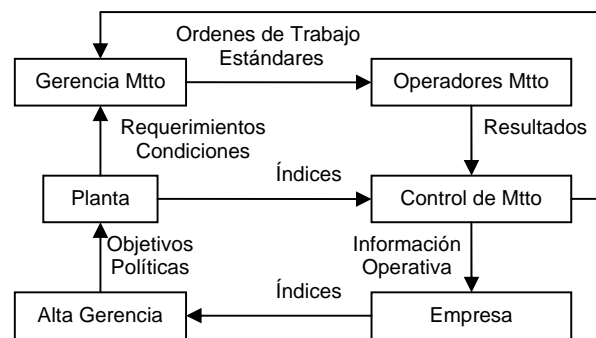 Ordenes de Trabajo
Estándares
Gerencia Mtto
Operadores Mtto
Requerimientos
Condiciones
Resultados
Índices
Planta
Control de Mtto
Objetivos
Políticas
Información
Operativa
Índices
Alta Gerencia
Empresa